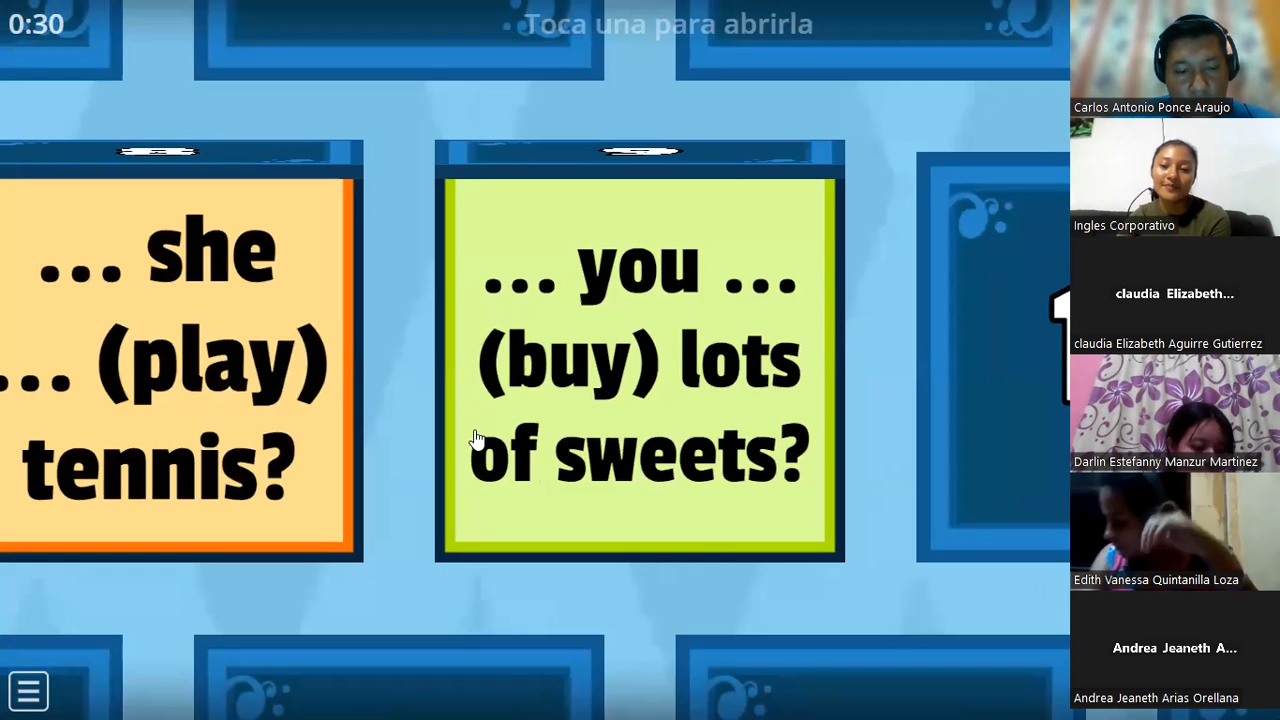 0:30
Toca una para abrirla
... she
... (play)
tennis?
... you ...
(buy) lots
of sweets?
Carlos Antonio Ponce Araujo
Ingles Corporativo
claudia Elizabeth...
claudia Elizabeth Aguirre Gutierrez
Darlin Estefanny Manzur Martinez
Edith Vanessa Quintanilla Loza
Andrea Jeaneth A...
Andrea Jeaneth Arias Orellana